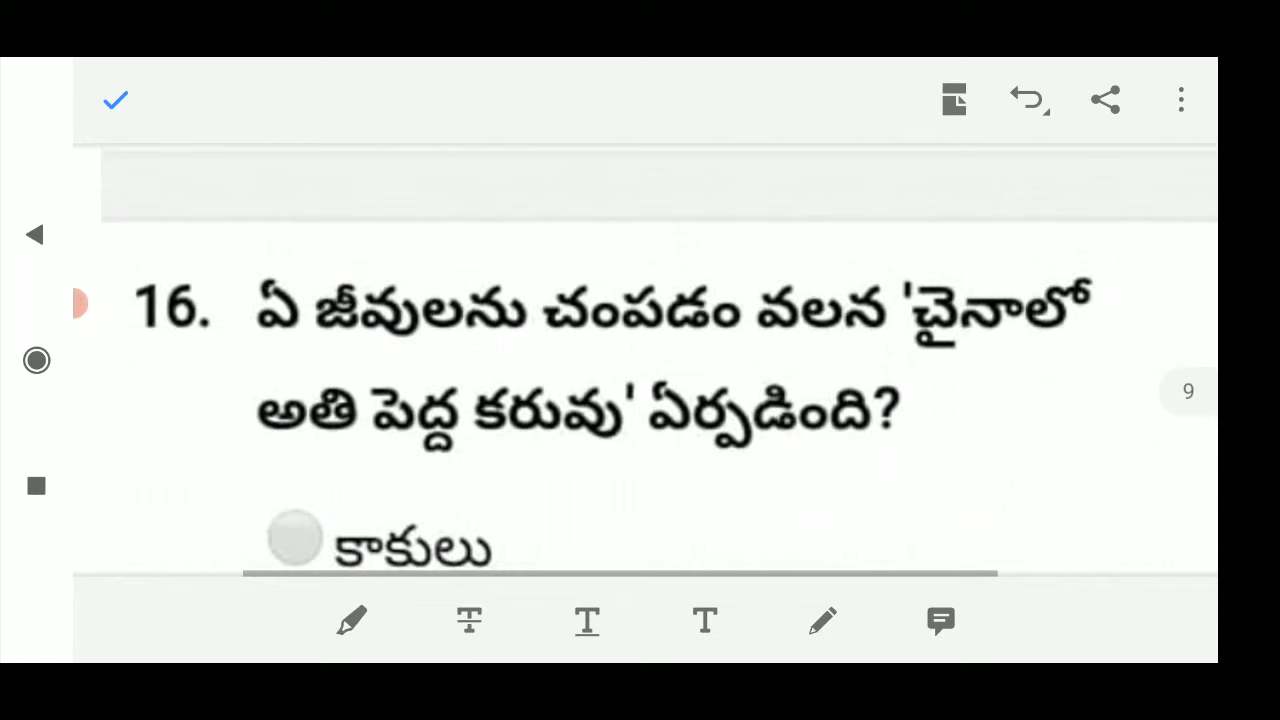 16. ఏ జీవులను చంపడం వలన 'చైనాలో
అతి పెద్ద కరువు' ఏర్పడింది?
9
కాకులు
T T T